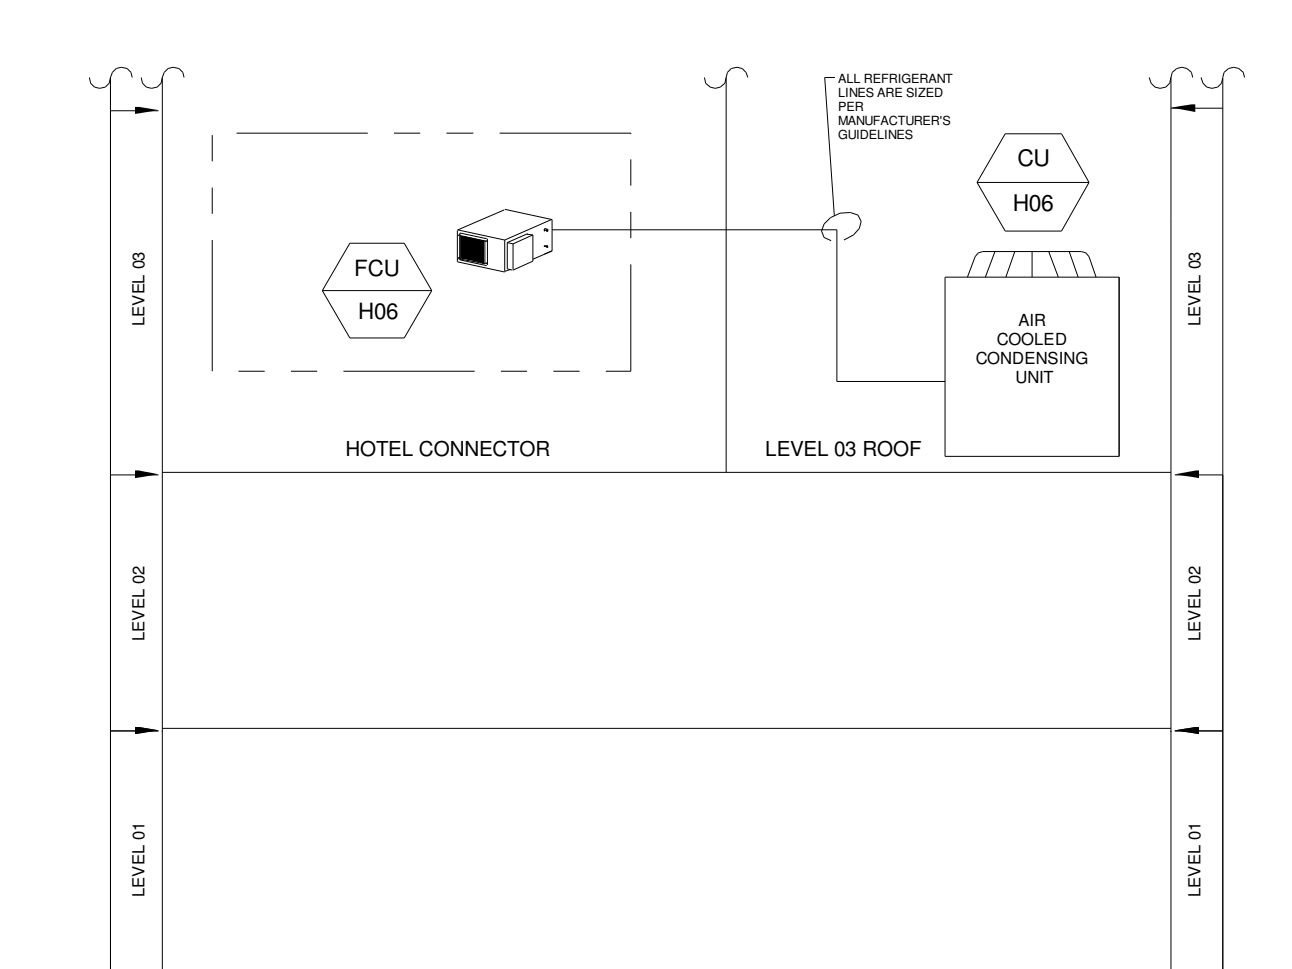 ALL REFRIGERANT
LINES ARE SIZED
PER
MANUFACTURER'S
GUIDELINES
CU
H06
FCU
H06
AIR
COOLED
CONDENSING
UNIT
HOTEL CONNECTOR
LEVEL 03 ROOF
LEVEL 03
LEVEL 03
LEVEL 02
LEVEL 02
LEVEL 01
LEVEL 01